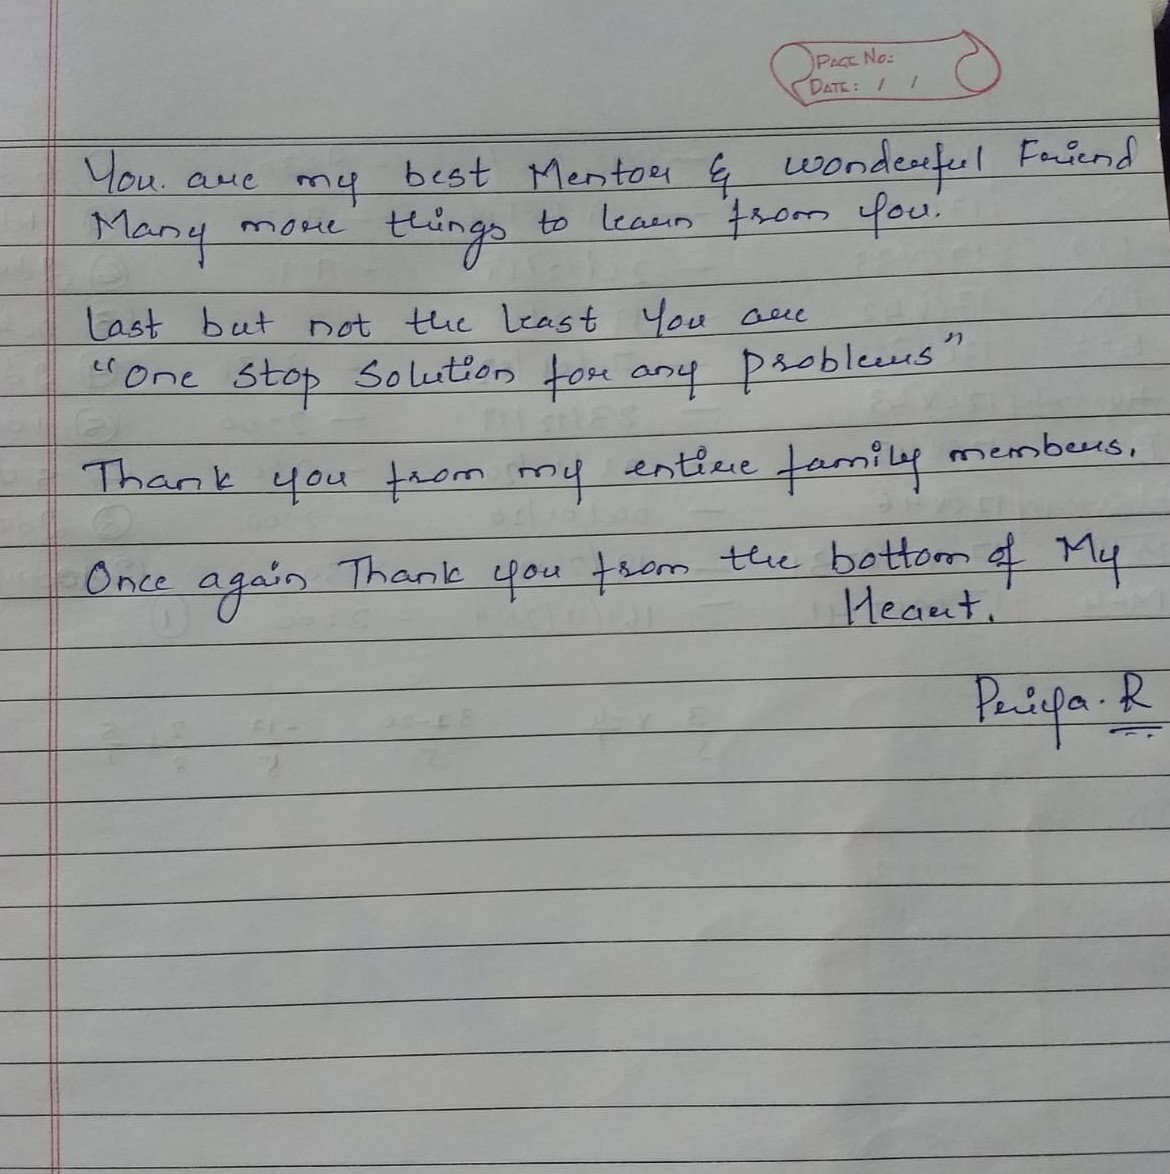 PAGE No:
DATE: / /
You are my best Mentor & wonderful Friend
Many more things to learn from you.
Last but not the least You are
"One stop solution for any problems"
Thank you from my entire family members.
Once again Thank you from the bottom of My
Heart.
Priya. R